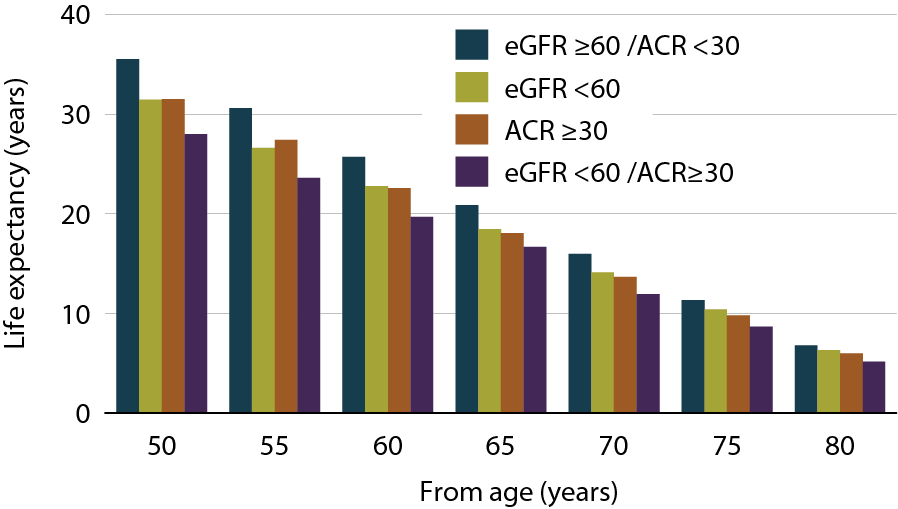 40
30
20
10
0
Life expectancy (years)
eGFR ≥60 /ACR <30
eGFR <60
ACR ≥30
eGFR <60 /ACR≥30
50 55 60 65 70 75 80
From age (years)